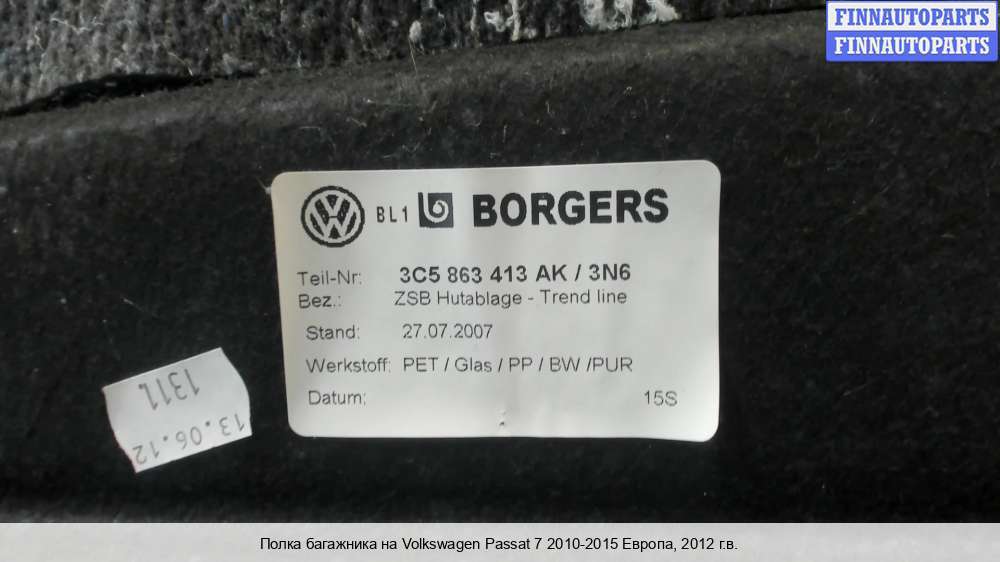 FINNAUTOPARTS
FINNAUTOPARTS
VW BL1 BORGERS
Teil-Nr: 3C5 863 413 AK / 3N6
Bez.: ZSB Hutablage - Trend line
Stand: 27.07.2007
Werkstoff: PET / Glas / PP / BW /PUR
Datum: 15S
13.06.12
Полка багажника на Volkswagen Passat 7 2010-2015 Европа, 2012 г.в.